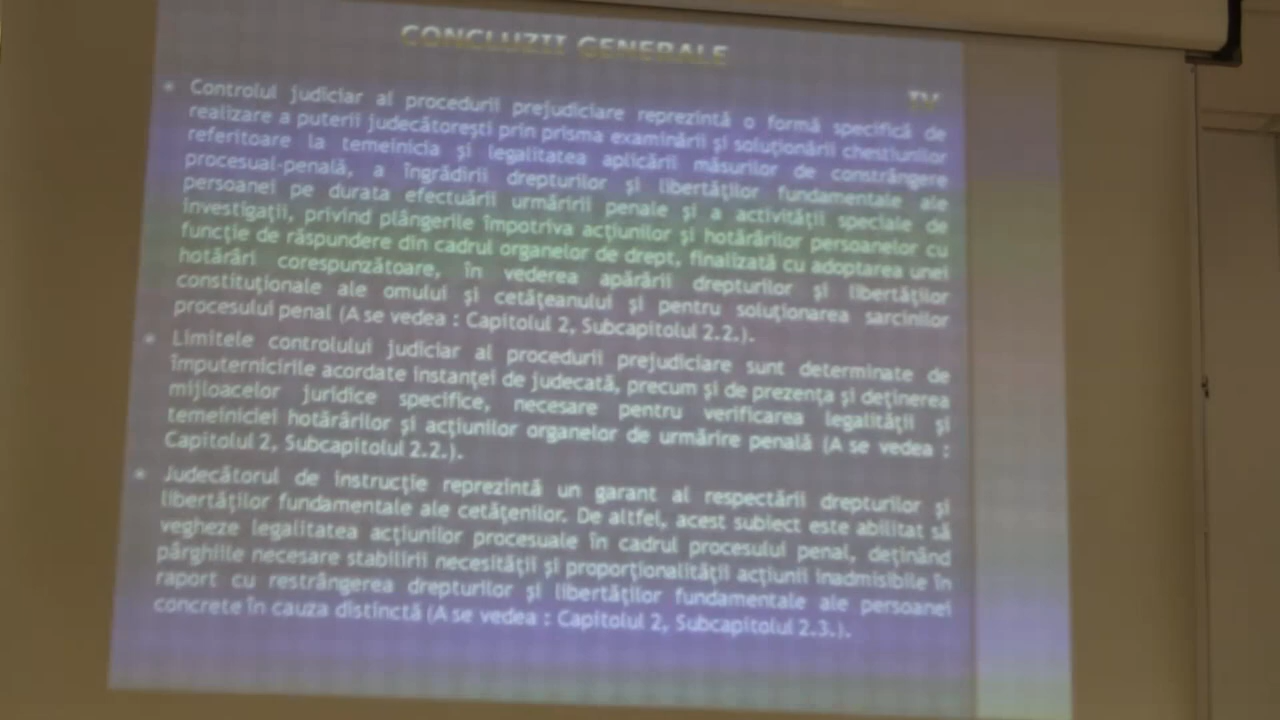 CONCLUZII GENERALE
IV
• Controlul judiciar al procedurii prejudiciare reprezintă o formă specifică de
realizare a puterii judecătorești prin prisma examinării și soluționării chestiunilor
referitoare la temeinicia și legalitatea aplicării măsurilor de constrângere
procesual-penală, a îngrădirii drepturilor și libertăților fundamentale ale
persoanei pe durata efectuării urmăririi penale și a activității speciale de
investigații, privind plângerile împotriva acțiunilor și hotărârilor persoanelor cu
funcție de răspundere din cadrul organelor de drept, finalizată cu adoptarea unei
hotărâri corespunzătoare, în vederea apărării drepturilor și libertăților
constituționale ale omului și cetățeanului și pentru soluționarea sarcinilor
procesului penal (A se vedea : Capitolul 2, Subcapitolul 2.2.).
• Limitele controlului judiciar al procedurii prejudiciare sunt determinate de
împuternicirile acordate instanței de judecată, precum și de prezența și deținerea
mijloacelor juridice specifice, necesare pentru verificarea legalității și
temeiniciei hotărârilor și acțiunilor organelor de urmărire penală (A se vedea :
Capitolul 2, Subcapitolul 2.2.).
• Judecătorul de instrucție reprezintă un garant al respectării drepturilor și
libertăților fundamentale ale cetățenilor. De altfel, acest subiect este abilitat să
vegheze legalitatea acțiunilor procesuale în cadrul procesului penal, deținând
pârghiile necesare stabilirii necesității și proporționalității acțiunii inadmisibile în
raport cu restrângerea drepturilor și libertăților fundamentale ale persoanei
concrete în cauza distinctă (A se vedea : Capitolul 2, Subcapitolul 2.3.).